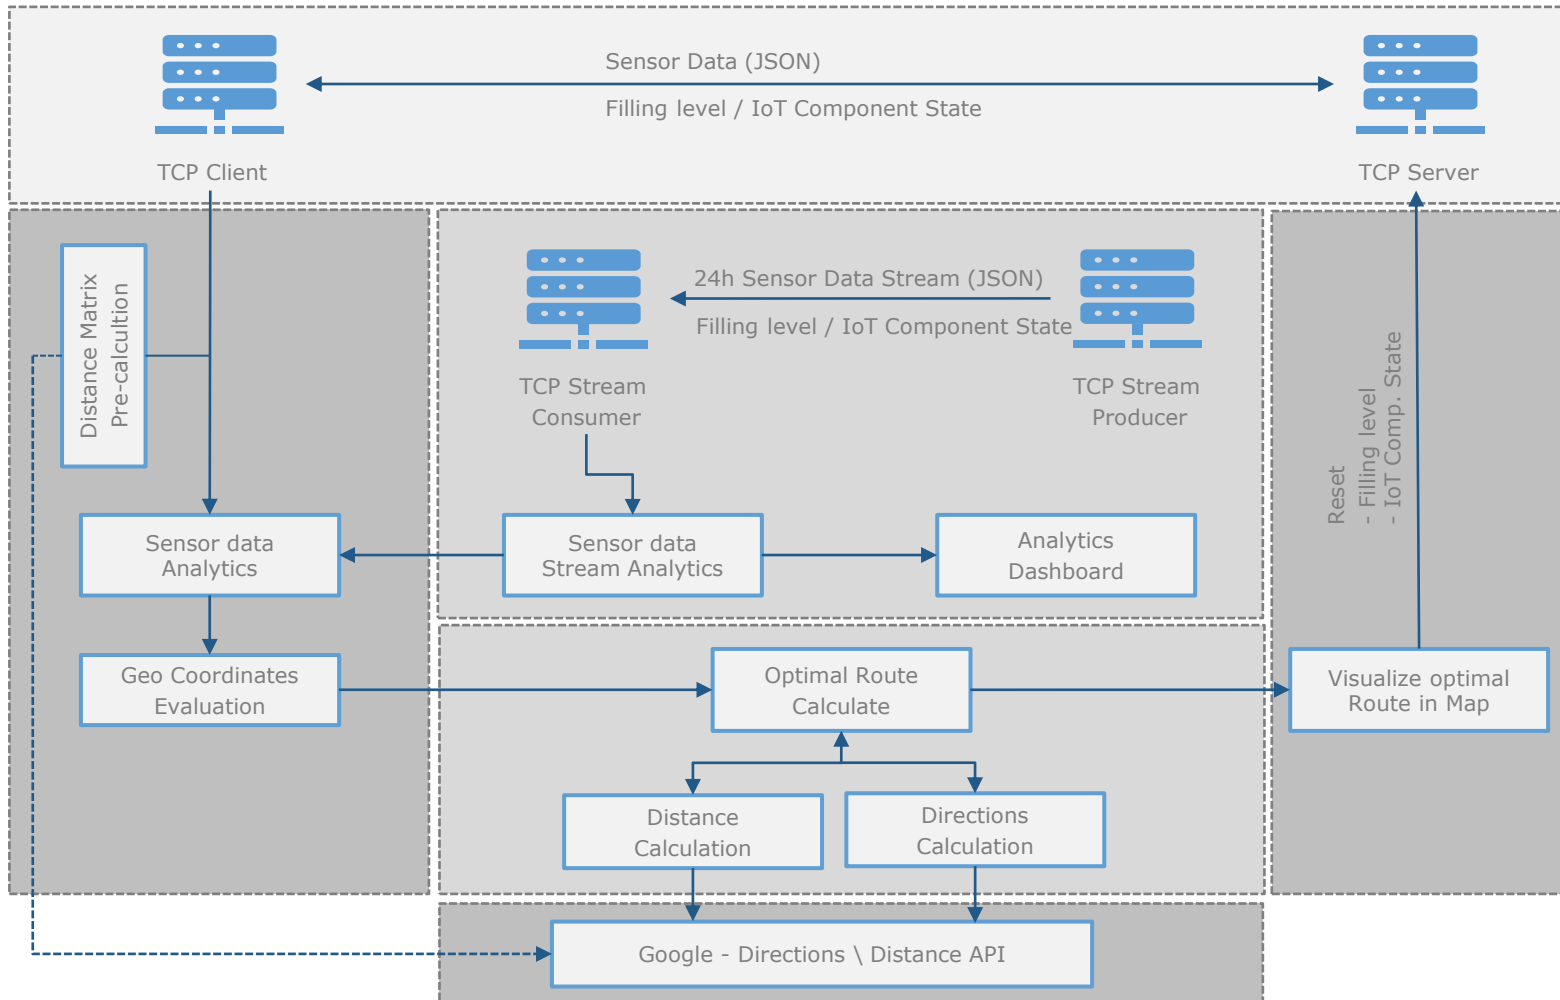 Sensor Data (JSON)
Filling level / IoT Component State
TCP Client
TCP Server
Distance Matrix
Pre-calcultion
24h Sensor Data Stream (JSON)
Filling level / IoT Component State
TCP Stream
Consumer
TCP Stream
Producer
Reset
- Filling level
- IoT Comp. State
Sensor data
Analytics
Sensor data
Stream Analytics
Analytics
Dashboard
Geo Coordinates
Evaluation
Optimal Route
Calculate
Visualize optimal
Route in Map
Distance
Calculation
Directions
Calculation
Google - Directions \ Distance API